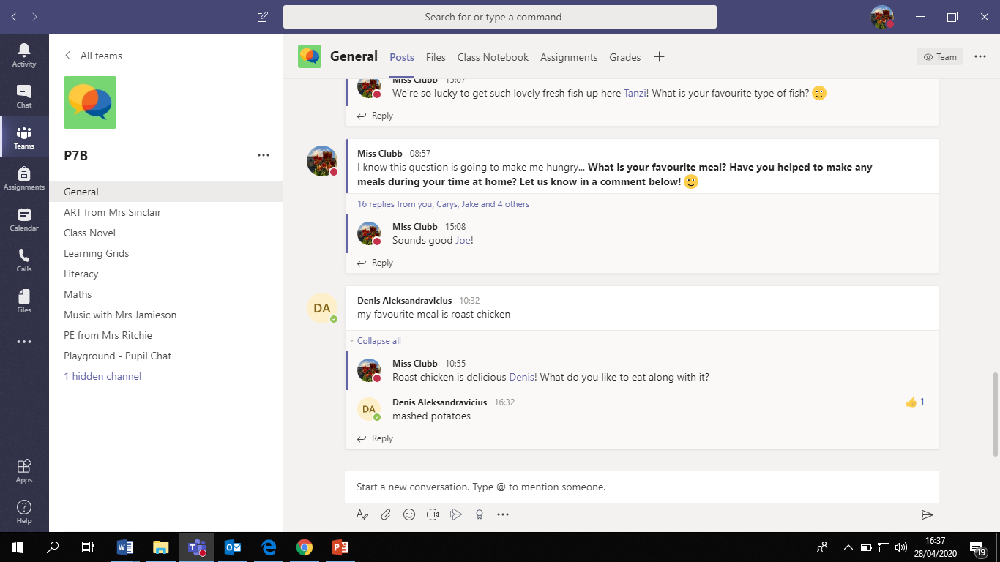 Search for or type a command
Activity
Chat
Teams
Assignments
Calendar
Calls
Files
Apps
Help
All teams
P7B
General
ART from Mrs Sinclair
Class Novel
Learning Grids
Literacy
Maths
Music with Mrs Jamieson
PE from Mrs Ritchie
Playground - Pupil Chat
1 hidden channel
General Posts Files Class Notebook Assignments Grades
Team
Miss Clubb 15:07
We're so lucky to get such lovely fresh fish up here Tanzi! What is your favourite type of fish?
Reply
Miss Clubb 08:57
I know this question is going to make me hungry... What is your favourite meal? Have you helped to make any
meals during your time at home? Let us know in a comment below!
16 replies from you, Carys, Jake and 4 others
Miss Clubb 15:08
Sounds good Joe!
Reply
DA
Denis Aleksandravicius 10:32
my favourite meal is roast chicken
Collapse all
Miss Clubb 10:55
Roast chicken is delicious Denis! What do you like to eat along with it?
DA
Denis Aleksandravicius 16:32
1
mashed potatoes
Reply
Start a new conversation. Type @ to mention someone.
16:37
28/04/2020
19